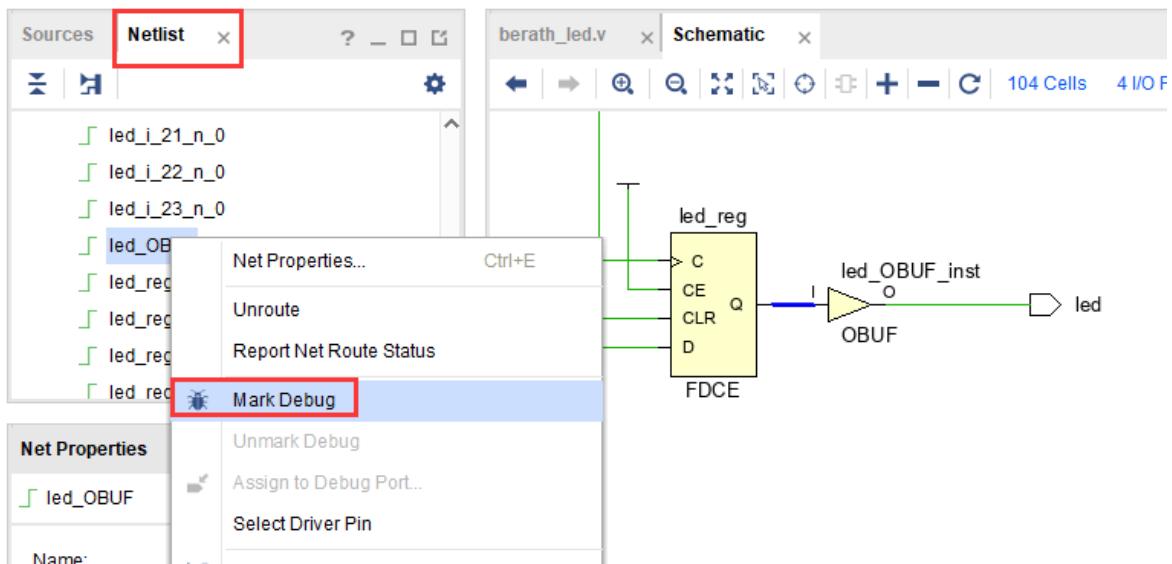 Sources Netlist × ?
led_i_21_n_0
led_i_22_n_0
led_i_23_n_0
led_OB
led_reg
led_reg
led_reg
led_reg
Net Properties
led_OBUF
Name:
Net Properties... Ctrl+E
Unroute
Report Net Route Status
Mark Debug
Unmark Debug
Assign to Debug Port...
Select Driver Pin
berath_led.v × Schematic ×
104 Cells 4 I/O P
led_reg
C
CE
CLR
D
Q
FDCE
led_OBUF_inst
I
O
OBUF
led